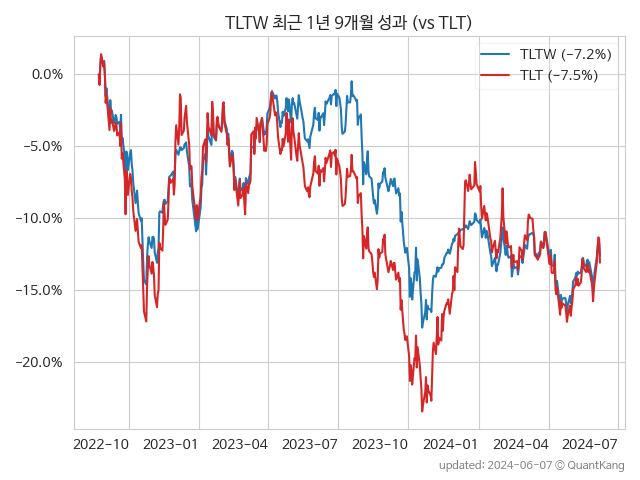 TLTW 최근 1년 9개월 성과 (vs TLT)
TLTW (−7.2%)
TLT (−7.5%)
0.0%
−5.0%
−10.0%
−15.0%
−20.0%
2022-10 2023-01 2023-04 2023-07 2023-10 2024-01 2024-04 2024-07
updated: 2024-06-07 © QuantKang